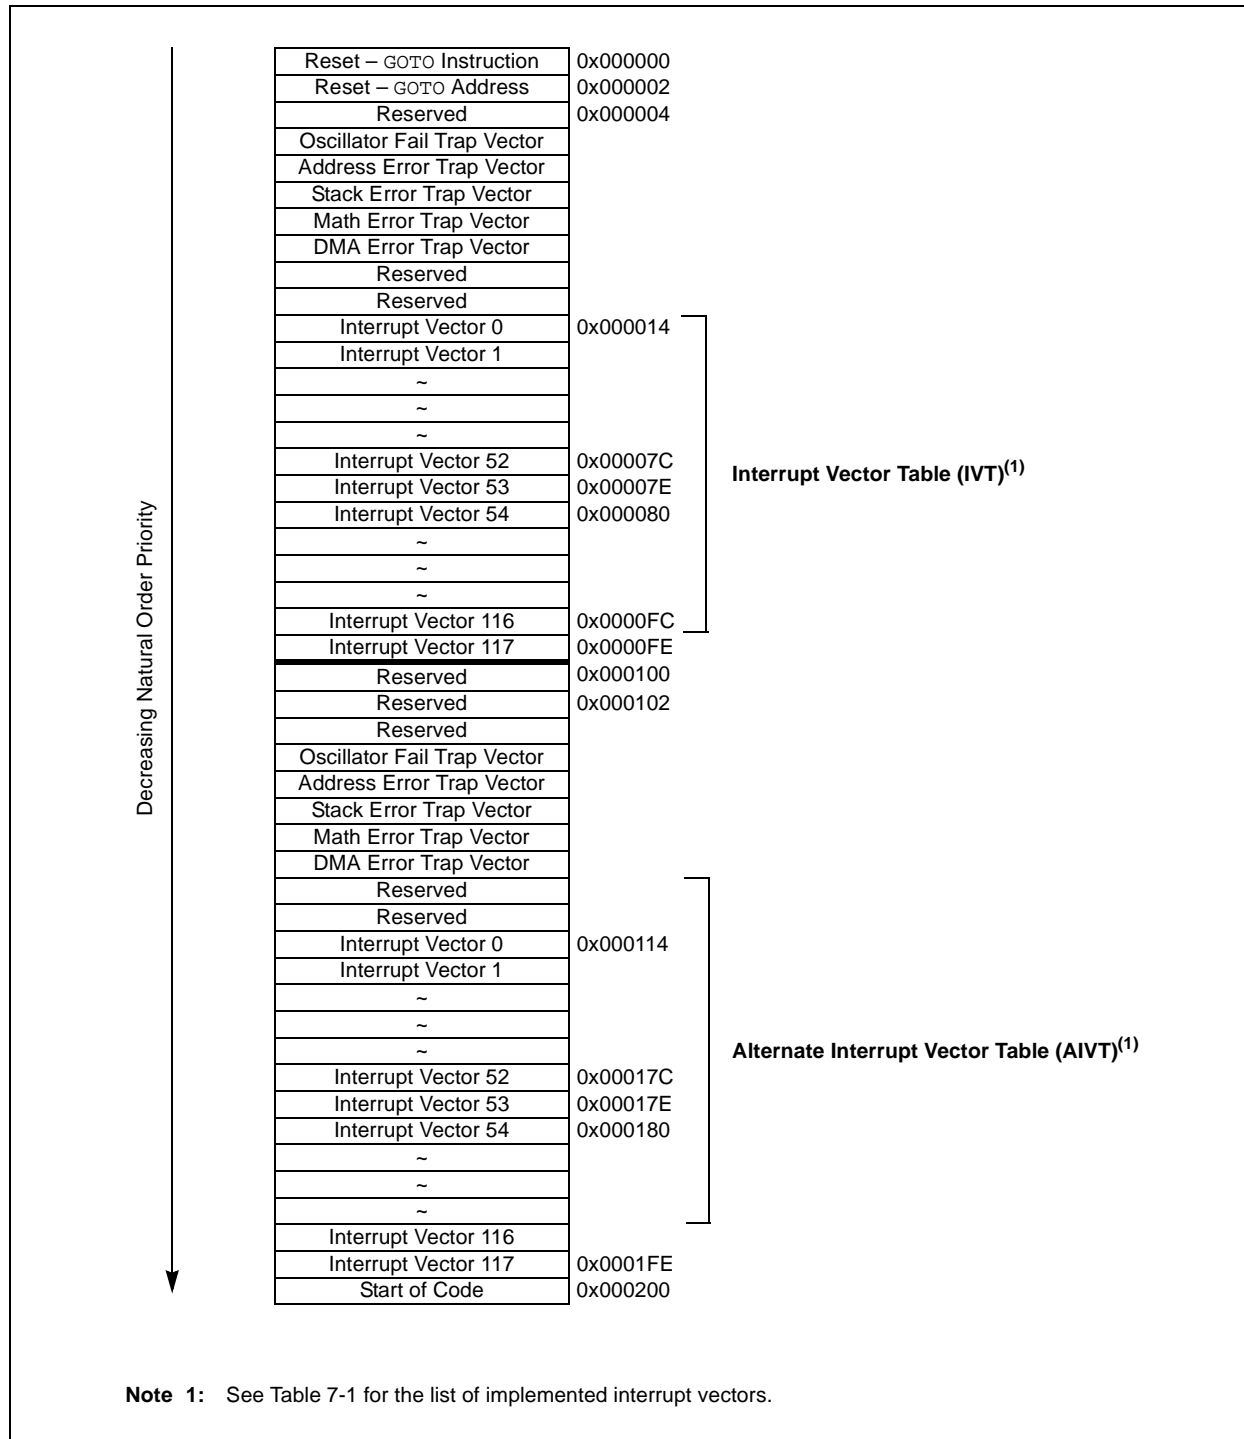 Reset – GOTO Instruction 0x000000
Reset – GOTO Address 0x000002
Reserved 0x000004
Oscillator Fail Trap Vector
Address Error Trap Vector
Stack Error Trap Vector
Math Error Trap Vector
DMA Error Trap Vector
Reserved
Reserved
Interrupt Vector 0 0x000014
Interrupt Vector 1
~
~
~
Interrupt Vector 52 0x00007C
Interrupt Vector 53 0x00007E
Interrupt Vector 54 0x000080
~
~
~
Interrupt Vector 116 0x0000FC
Interrupt Vector 117 0x0000FE
Reserved 0x000100
Reserved 0x000102
Reserved
Oscillator Fail Trap Vector
Address Error Trap Vector
Stack Error Trap Vector
Math Error Trap Vector
DMA Error Trap Vector
Reserved
Reserved
Interrupt Vector 0 0x000114
Interrupt Vector 1
~
~
~
Interrupt Vector 52 0x00017C
Interrupt Vector 53 0x00017E
Interrupt Vector 54 0x000180
~
~
~
Interrupt Vector 116
Interrupt Vector 117 0x0001FE
Start of Code 0x000200
Decreasing Natural Order Priority
Interrupt Vector Table (IVT)(1)
Alternate Interrupt Vector Table (AIVT)(1)
Note 1: See Table 7-1 for the list of implemented interrupt vectors.